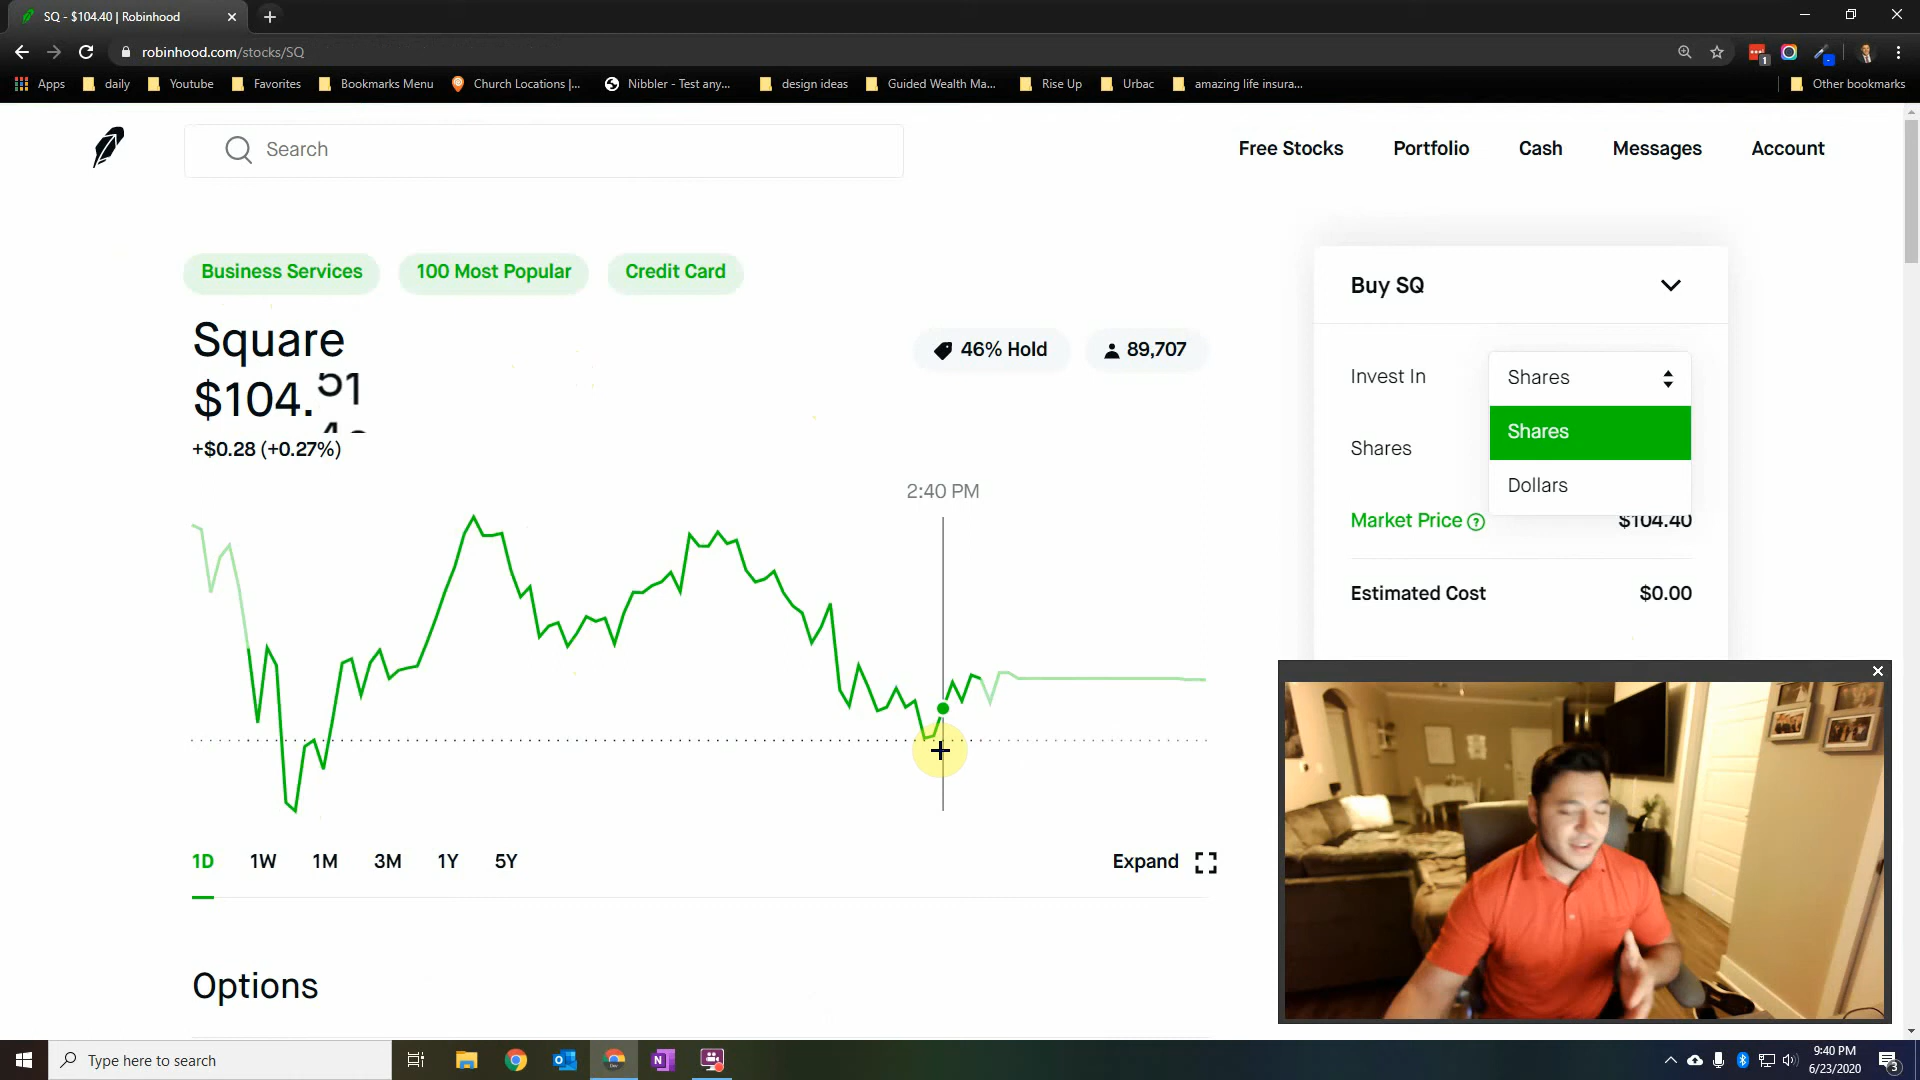 SQ - $104.40 | Robinhood
robinhood.com/stocks/SQ
1
Apps
daily
Youtube
Favorites
Bookmarks Menu
Church Locations |...
Nibbler - Test any...
design ideas
Guided Wealth Ma...
Rise Up
Urbac
amazing life insura...
Other bookmarks
Search
Free Stocks
Portfolio
Cash
Messages
Account
Business Services
100 Most Popular
Credit Card
Square
$104.51
+$0.28 (+0.27%)
46% Hold
89,707
2:40 PM
1D
1W
1M
3M
1Y
5Y
Expand
Options
Buy SQ
Invest In
Shares
Shares
Dollars
Shares
Market Price ?
$104.40
Estimated Cost
$0.00
Type here to search
9:40 PM
6/23/2020
3